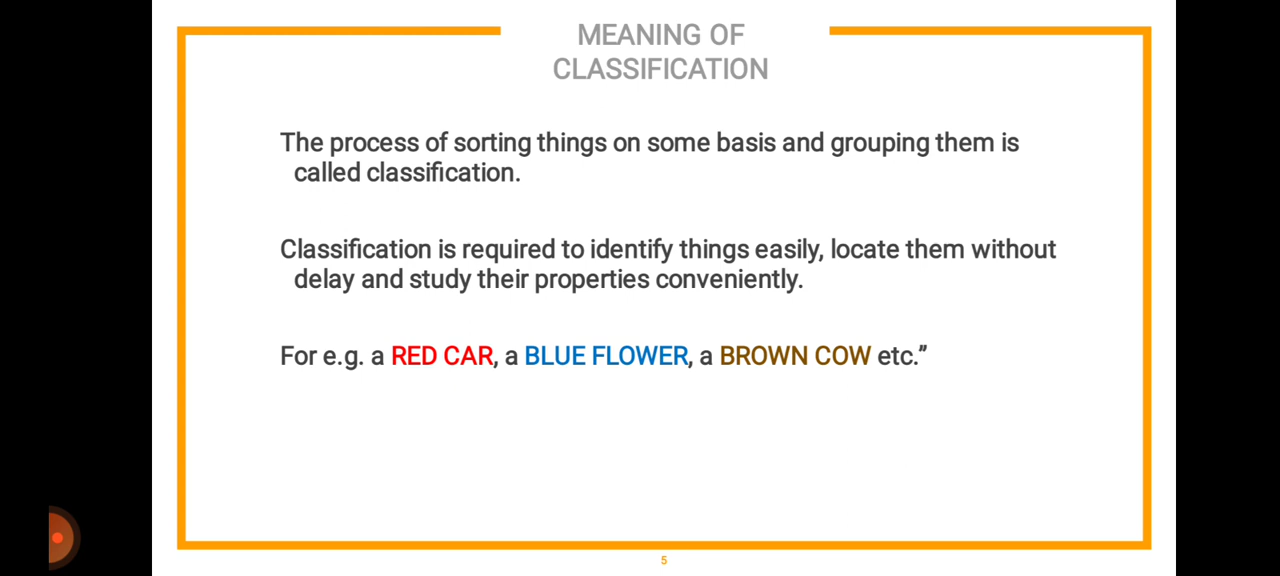 MEANING OF
CLASSIFICATION
The process of sorting things on some basis and grouping them is
called classification.
Classification is required to identify things easily, locate them without
delay and study their properties conveniently.
For e.g. a RED CAR, a BLUE FLOWER, a BROWN COW etc.”
5